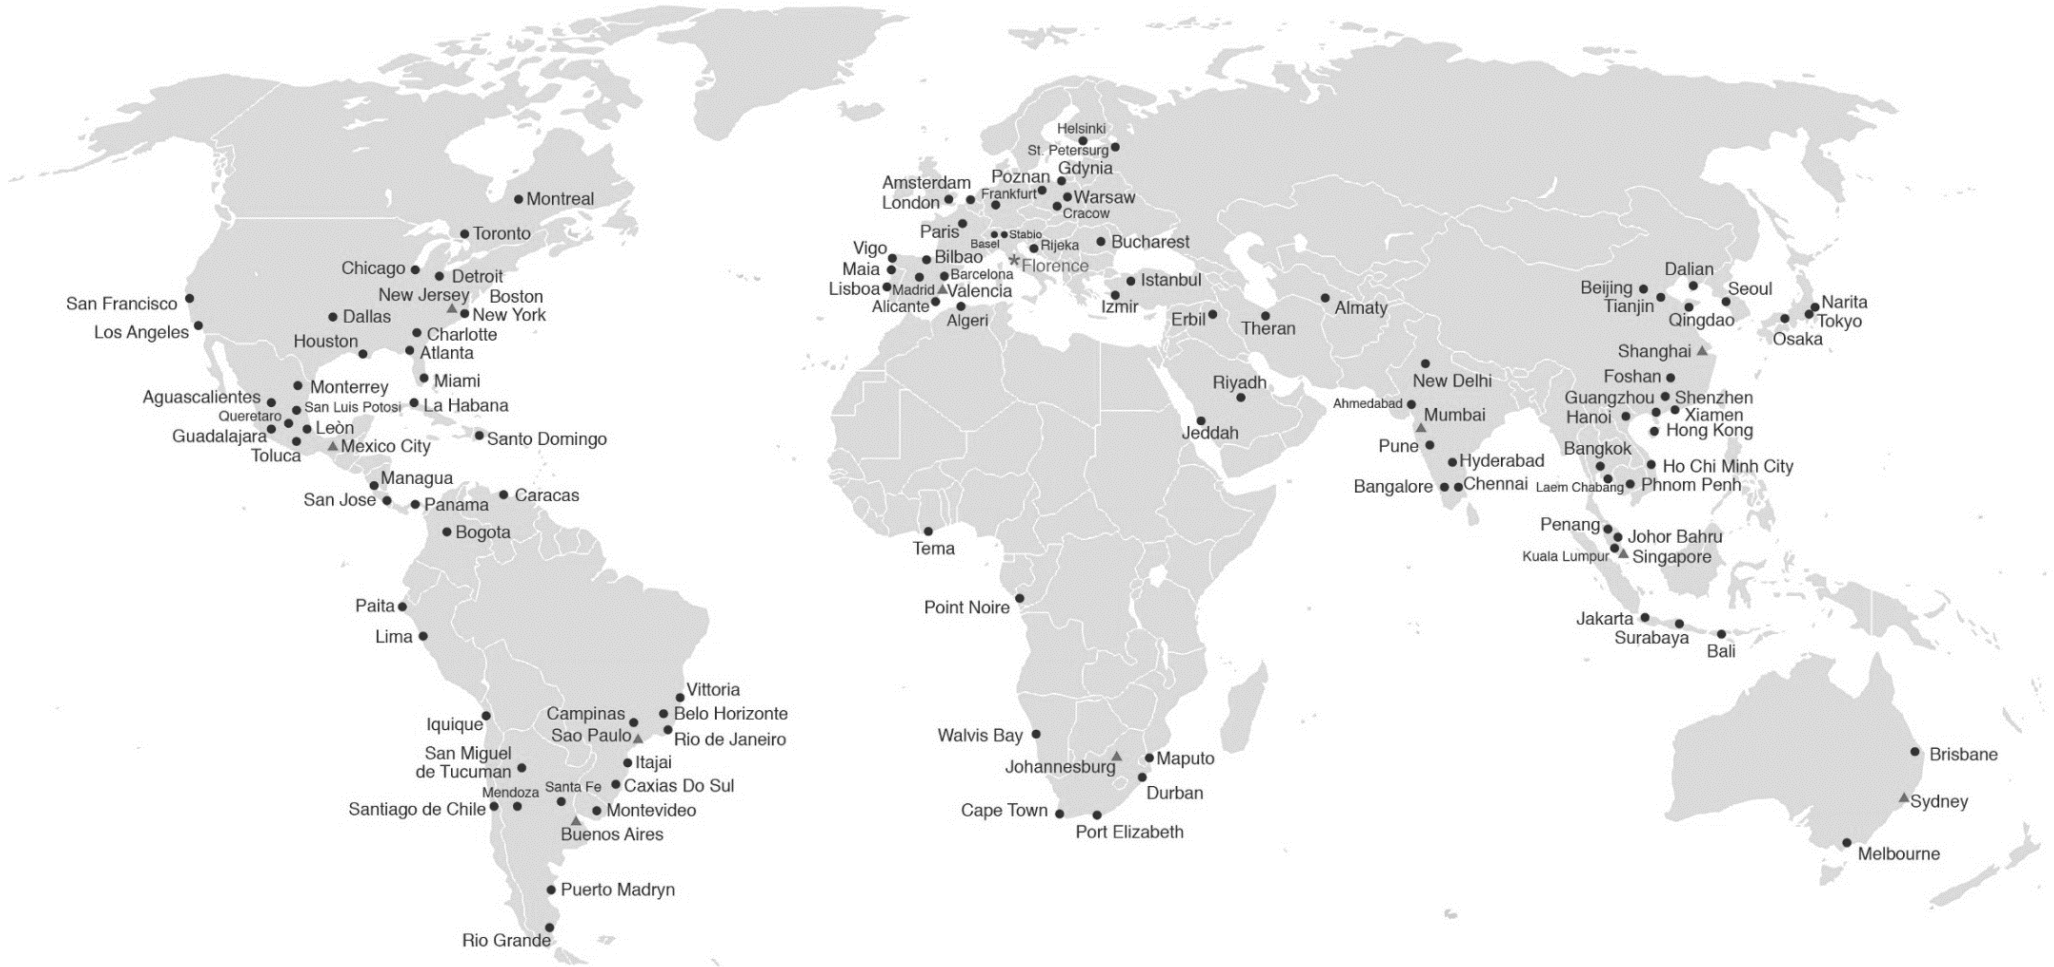 Montreal
Toronto
Chicago
Detroit
New Jersey
Boston
New York
San Francisco
Los Angeles
Dallas
Charlotte
Houston
Atlanta
Miami
Monterrey
Aguascalientes
San Luis Potosi
La Habana
Queretaro
Leòn
Guadalajara
Toluca
Mexico City
Santo Domingo
Managua
San Jose
Panama
Caracas
Bogota
Paita
Lima
Iquique
Vittoria
Campinas
Belo Horizonte
Sao Paulo
Rio de Janeiro
San Miguel
de Tucuman
Itajai
Mendoza
Santa Fe
Caxias Do Sul
Santiago de Chile
Montevideo
Buenos Aires
Puerto Madryn
Rio Grande
Helsinki
St. Petersurg
Gdynia
Poznan
Amsterdam
London
Frankfurt
Warsaw
Cracow
Paris
Basel
Stabio
Rijeka
Bucharest
Vigo
Bilbao
Maia
Barcelona
* Florence
Lisboa
Madrid
Valencia
Alicante
Algeri
Istanbul
Izmir
Erbil
Theran
Almaty
Riyadh
Jeddah
Tema
Point Noire
Walvis Bay
Johannesburg
Maputo
Durban
Cape Town
Port Elizabeth
New Delhi
Ahmedabad
Mumbai
Pune
Hyderabad
Bangalore
Chennai
Dalian
Beijing
Tianjin
Seoul
Qingdao
Narita
Tokyo
Osaka
Shanghai
Foshan
Guangzhou
Shenzhen
Hanoi
Xiamen
Hong Kong
Bangkok
Ho Chi Minh City
Laem Chabang
Phnom Penh
Penang
Johor Bahru
Kuala Lumpur
Singapore
Jakarta
Surabaya
Bali
Brisbane
Sydney
Melbourne